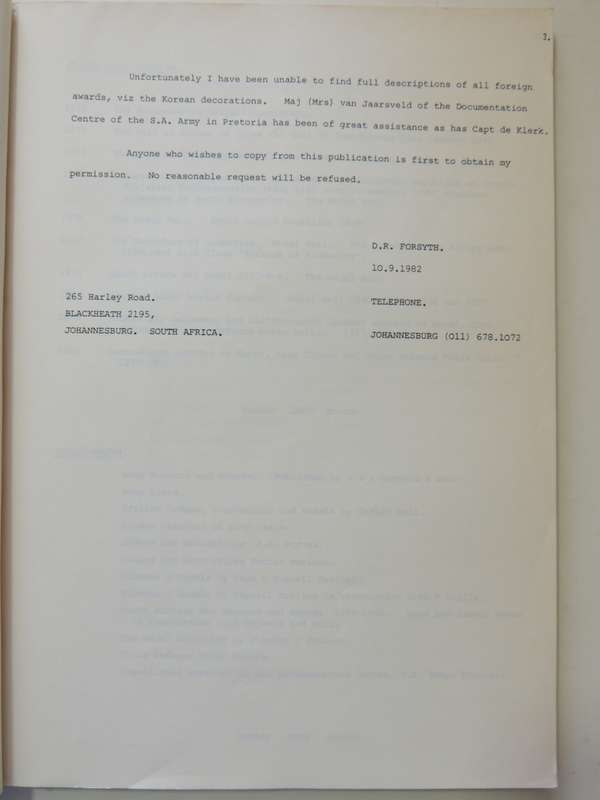 3.
Unfortunately I have been unable to find full descriptions of all foreign
awards, viz the Korean decorations. Maj (Mrs) van Jaarsveld of the Documentation
Centre of the S.A. Army in Pretoria has been of great assistance as has Capt de Klerk.
Anyone who wishes to copy from this publication is first to obtain my
permission. No reasonable request will be refused.
D.R. FORSYTH.
10.9.1982
265 Harley Road.
TELEPHONE.
BLACKHEATH 2195,
JOHANNESBURG. SOUTH AFRICA.
JOHANNESBURG (011) 678.1072